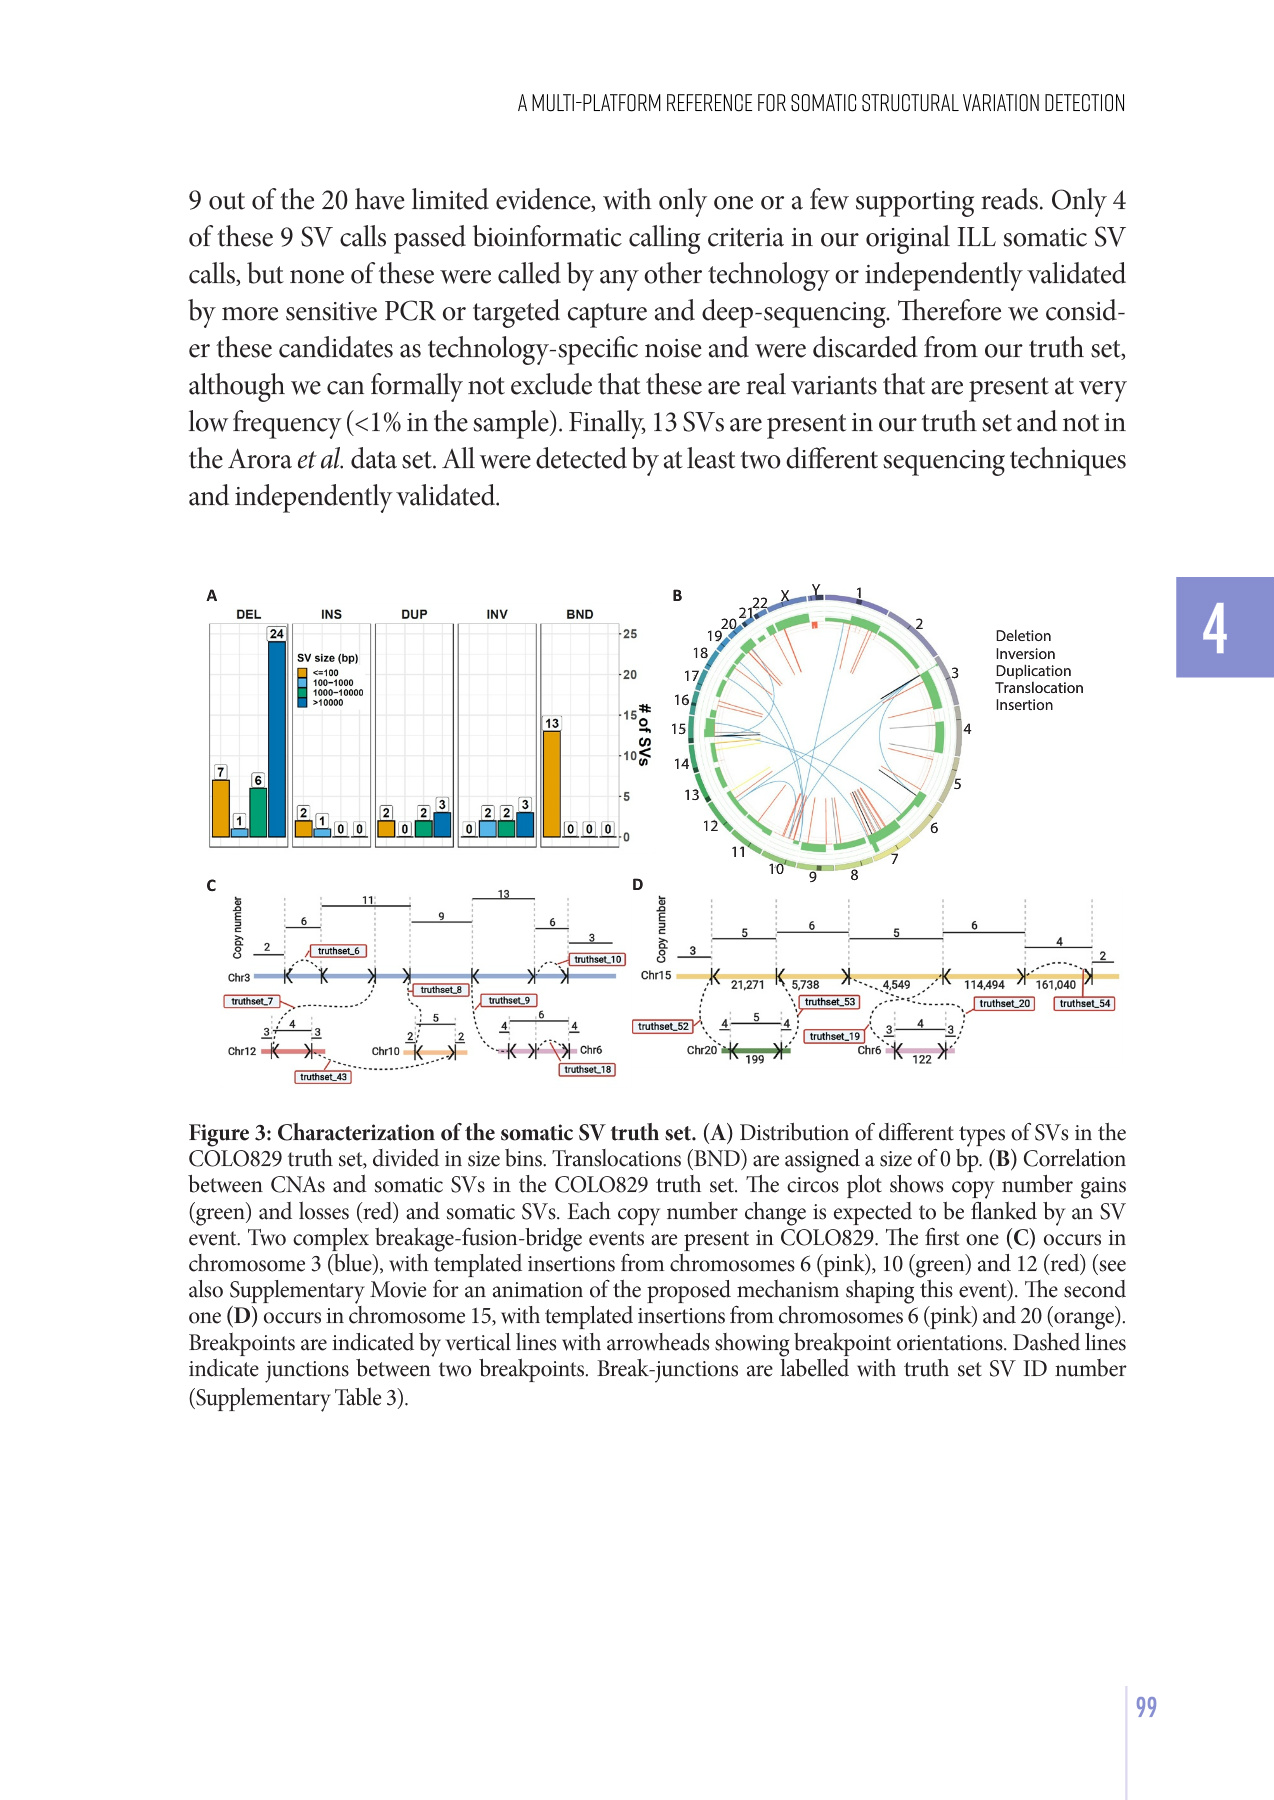 A MULTI-PLATFORM REFERENCE FOR SOMATIC STRUCTURAL VARIATION DETECTION
9 out of the 20 have limited evidence, with only one or a few supporting reads. Only 4
of these 9 SV calls passed bioinformatic calling criteria in our original ILL somatic SV
calls, but none of these were called by any other technology or independently validated
by more sensitive PCR or targeted capture and deep-sequencing. Therefore we consid-
er these candidates as technology-specific noise and were discarded from our truth set,
although we can formally not exclude that these are real variants that are present at very
low frequency (<1% in the sample). Finally, 13 SVs are present in our truth set and not in
the Arora et al. data set. All were detected by at least two different sequencing techniques
and independently validated.
4
A
DEL INS DUP INV BND
SV size (bp)
<=100
100-1000
1000-10000
>10000
7 1 6 24
2 1 0 0
2 0 2 3
0 2 2 3
13 0 0 0
25
20
15
10
5
0
# of SVs
B
1
2
3
4
5
6
7
8
9
10
11
12
13
14
15
16
17
18
19
20
21
22
X
Y
Deletion
Inversion
Duplication
Translocation
Insertion
C
Copy number
2 6 11 9 13 6 3
truthset_6
truthset_10
Chr3
truthset_7
truthset_8
truthset_9
3 4 3
2 5 2
4 6 4
Chr12
Chr10
Chr6
truthset_43
truthset_18
D
Copy number
3 5 6 5 6 4 2
Chr15
21,271 5,738 4,549 114,494 161,040
truthset_53
truthset_20
truthset_54
truthset_52
truthset_19
4 5 4
3 4 3
Chr20
199
Chr6
122
Figure 3: Characterization of the somatic SV truth set. (A) Distribution of different types of SVs in the
COLO829 truth set, divided in size bins. Translocations (BND) are assigned a size of 0 bp. (B) Correlation
between CNAs and somatic SVs in the COLO829 truth set. The circos plot shows copy number gains
(green) and losses (red) and somatic SVs. Each copy number change is expected to be flanked by an SV
event. Two complex breakage-fusion-bridge events are present in COLO829. The first one (C) occurs in
chromosome 3 (blue), with templated insertions from chromosomes 6 (pink), 10 (green) and 12 (red) (see
also Supplementary Movie for an animation of the proposed mechanism shaping this event). The second
one (D) occurs in chromosome 15, with templated insertions from chromosomes 6 (pink) and 20 (orange).
Breakpoints are indicated by vertical lines with arrowheads showing breakpoint orientations. Dashed lines
indicate junctions between two breakpoints. Break-junctions are labelled with truth set SV ID number
(Supplementary Table 3).
99